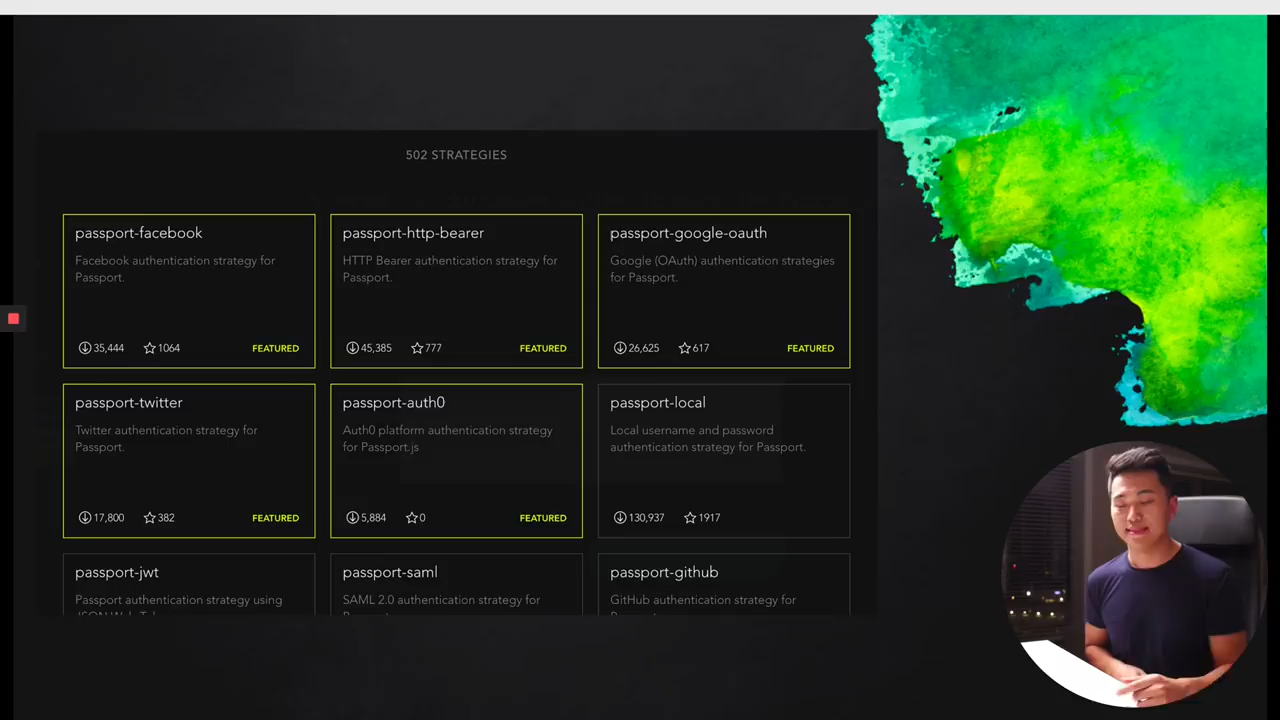 502 STRATEGIES
passport-facebook
Facebook authentication strategy for
Passport.
35,444 1064 FEATURED
passport-http-bearer
HTTP Bearer authentication strategy for
Passport.
45,385 777 FEATURED
passport-google-oauth
Google (OAuth) authentication strategies
for Passport.
26,625 617 FEATURED
passport-twitter
Twitter authentication strategy for
Passport.
17,800 382 FEATURED
passport-auth0
Auth0 platform authentication strategy
for Passport.js
5,884 0 FEATURED
passport-local
Local username and password
authentication strategy for Passport.
130,937 1917
passport-jwt
Passport authentication strategy using
passport-saml
SAML 2.0 authentication strategy for
passport-github
GitHub authentication strategy for